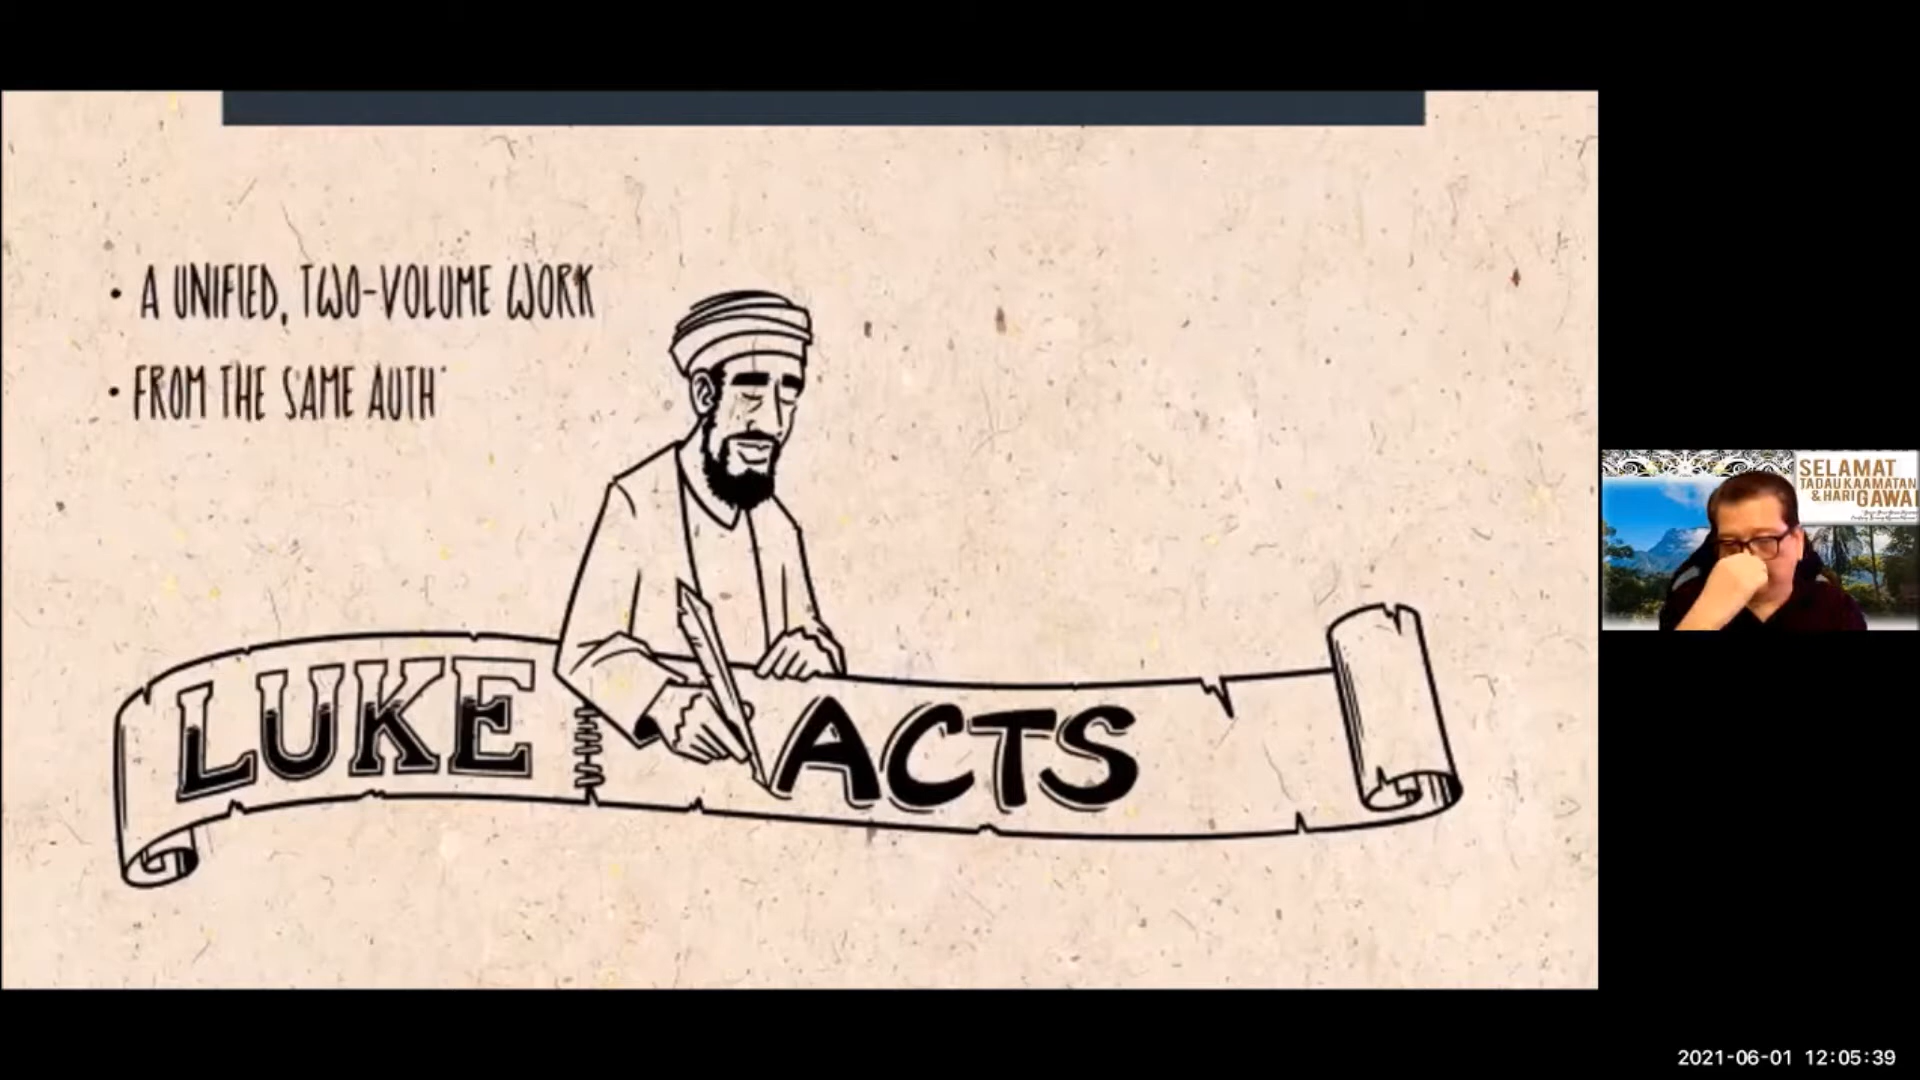 • A UNIFIED, TWO-VOLUME WORK
• FROM THE SAME AUTH
LUKE
ACTS
SELAMAT
TADAU KAAMATAN
& HARI GAWAI
2021-06-01 12:05:39